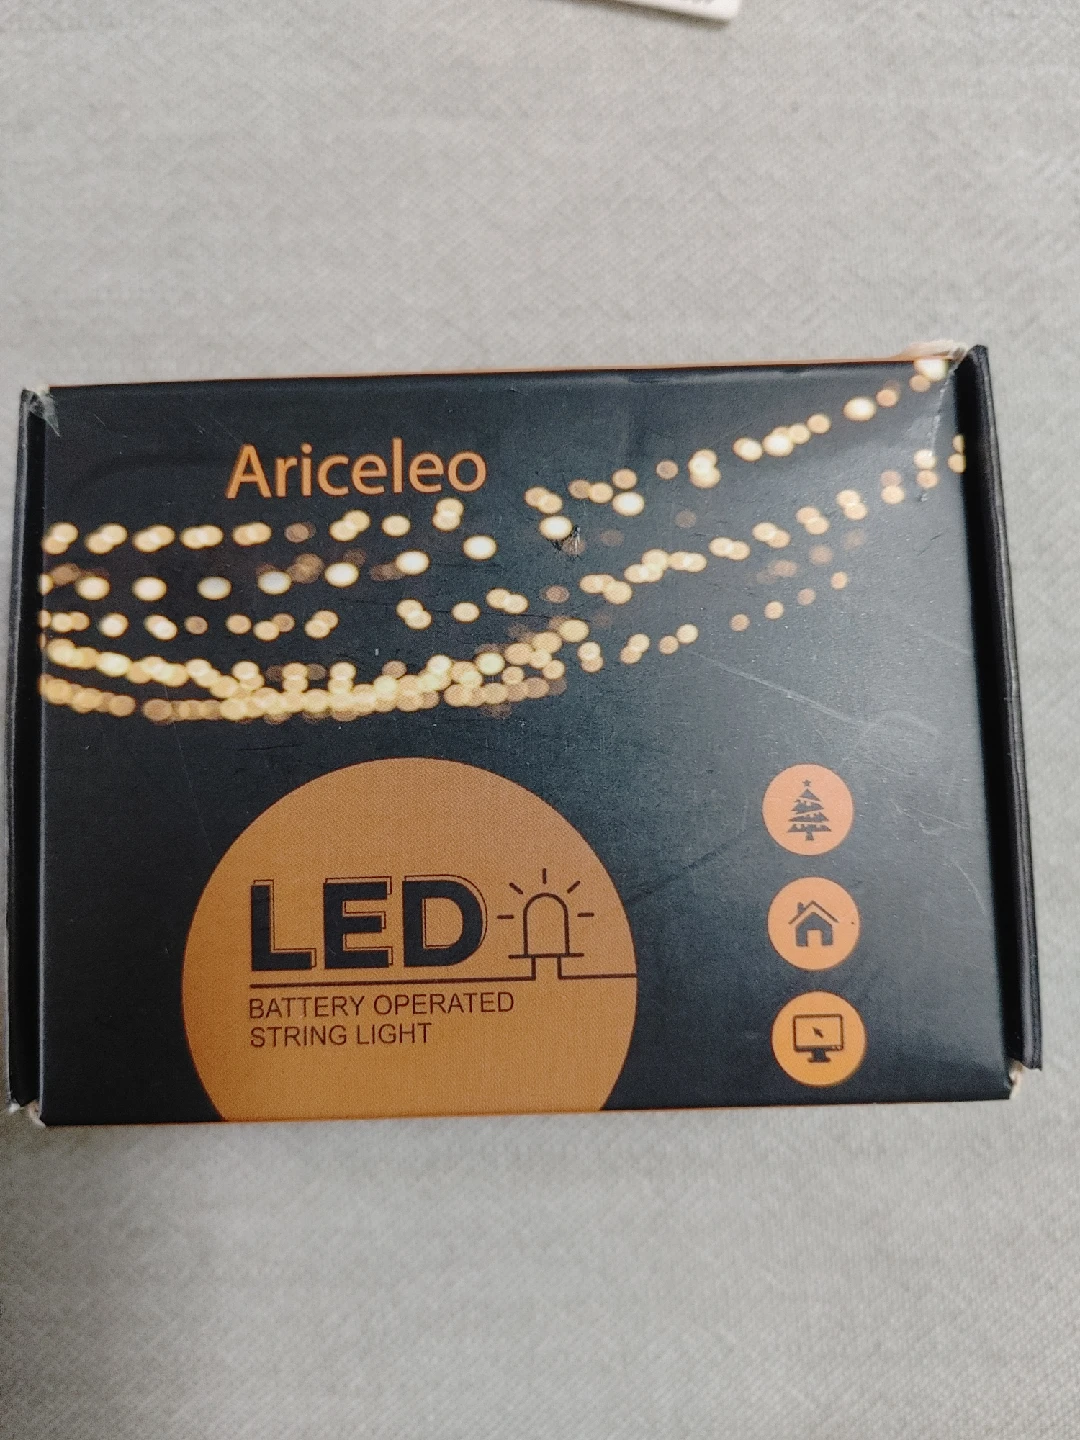 Ariceleo
LED
BATTERY OPERATED
STRING LIGHT